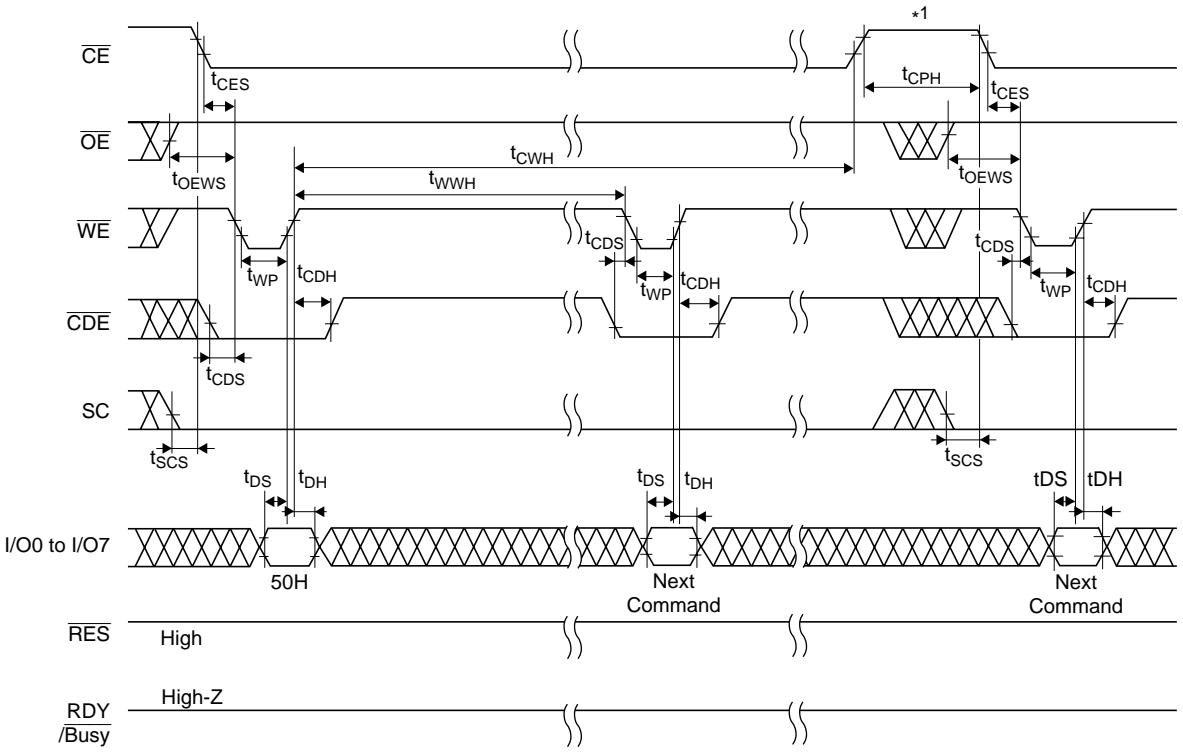 *1
CE
tCES
tCPH
tCES
OE
tOEWS
tCWH
tOEWS
tWWH
WE
tCDS
tCDS
tWP
tCDH
tWP
tCDH
tWP
tCDH
CDE
tCDS
SC
tSCS
tSCS
tDS
tDH
tDS
tDH
tDS
tDH
I/O0 to I/O7
50H
Next
Command
Next
Command
RES
High
RDY
/Busy
High-Z